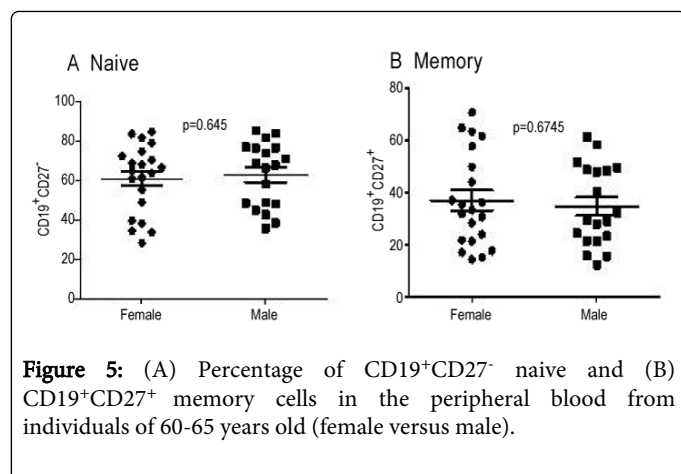 A Naive
100
80
60
40
20
0
CD19⁺CD27⁻
p=0.645
Female
Male
B Memory
80
60
40
20
0
CD19⁺CD27⁺
p=0.6745
Female
Male
Figure 5: (A) Percentage of CD19⁺CD27⁻ naive and (B)
CD19⁺CD27⁺ memory cells in the peripheral blood from
individuals of 60-65 years old (female versus male).